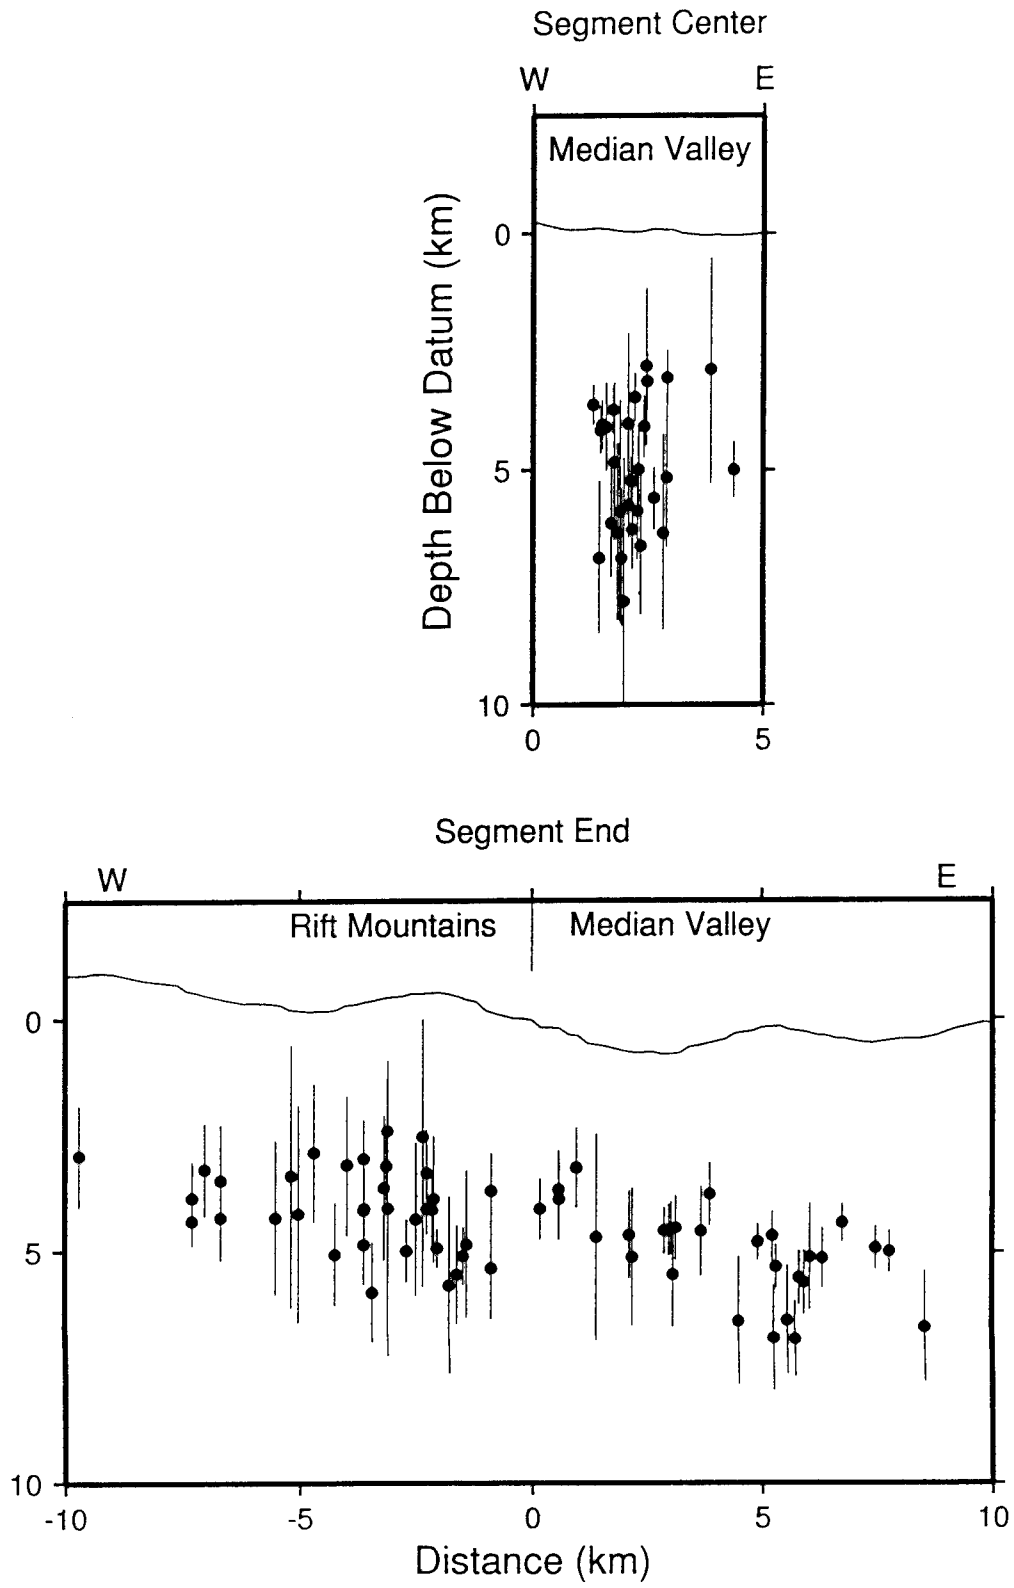 Segment Center
W E
Median Valley
Depth Below Datum (km)
0
5
10
0 5
Segment End
W E
Rift Mountains Median Valley
0
5
10
-10 -5 0 5 10
Distance (km)